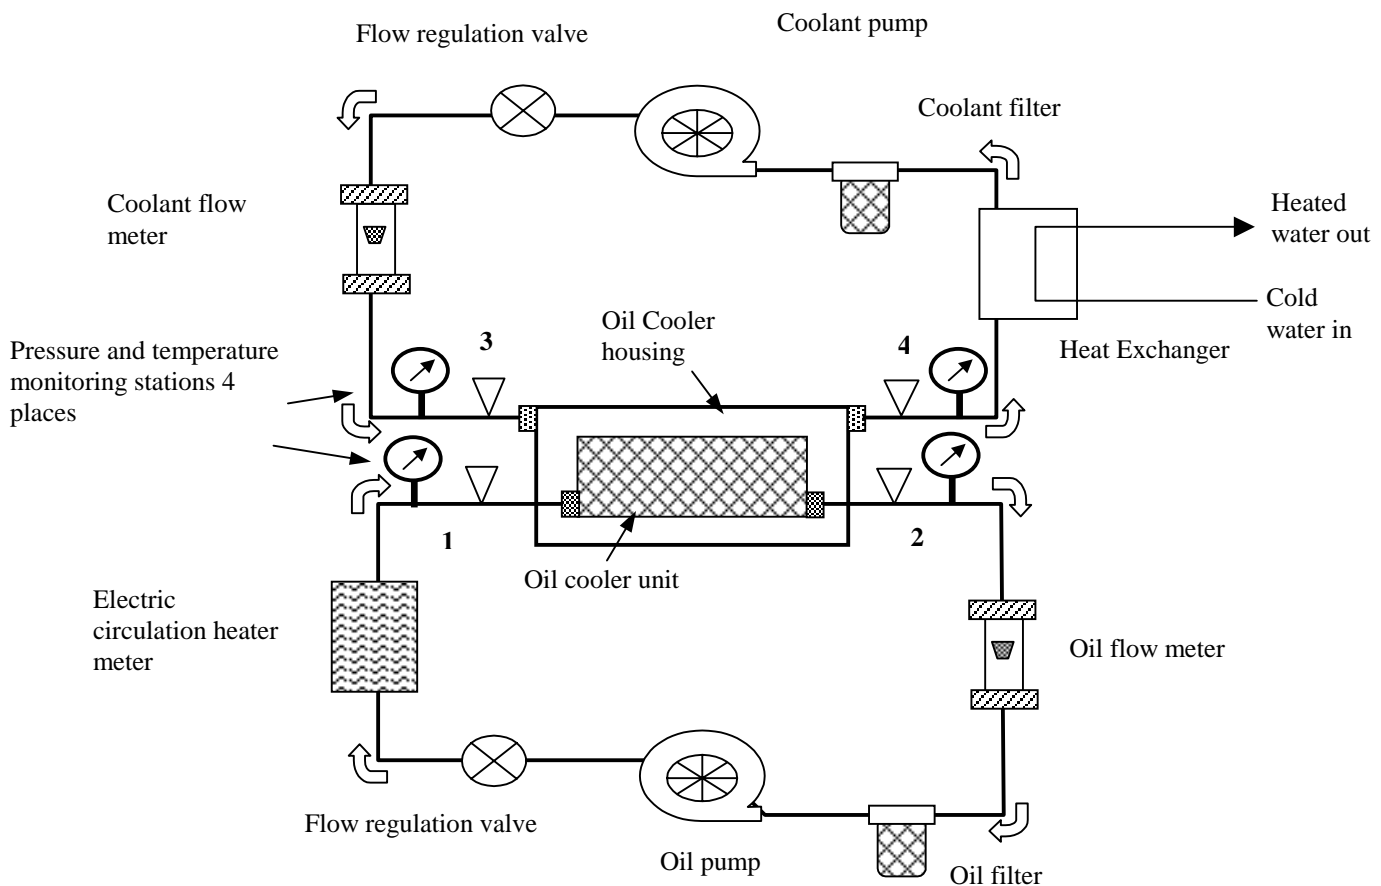 Coolant pump
Flow regulation valve
Coolant filter
Coolant flow
meter
Heated
water out
Cold
water in
Oil Cooler
housing
3
4
Pressure and temperature
monitoring stations 4
places
Heat Exchanger
1
2
Oil cooler unit
Electric
circulation heater
meter
Oil flow meter
Flow regulation valve
Oil pump
Oil filter